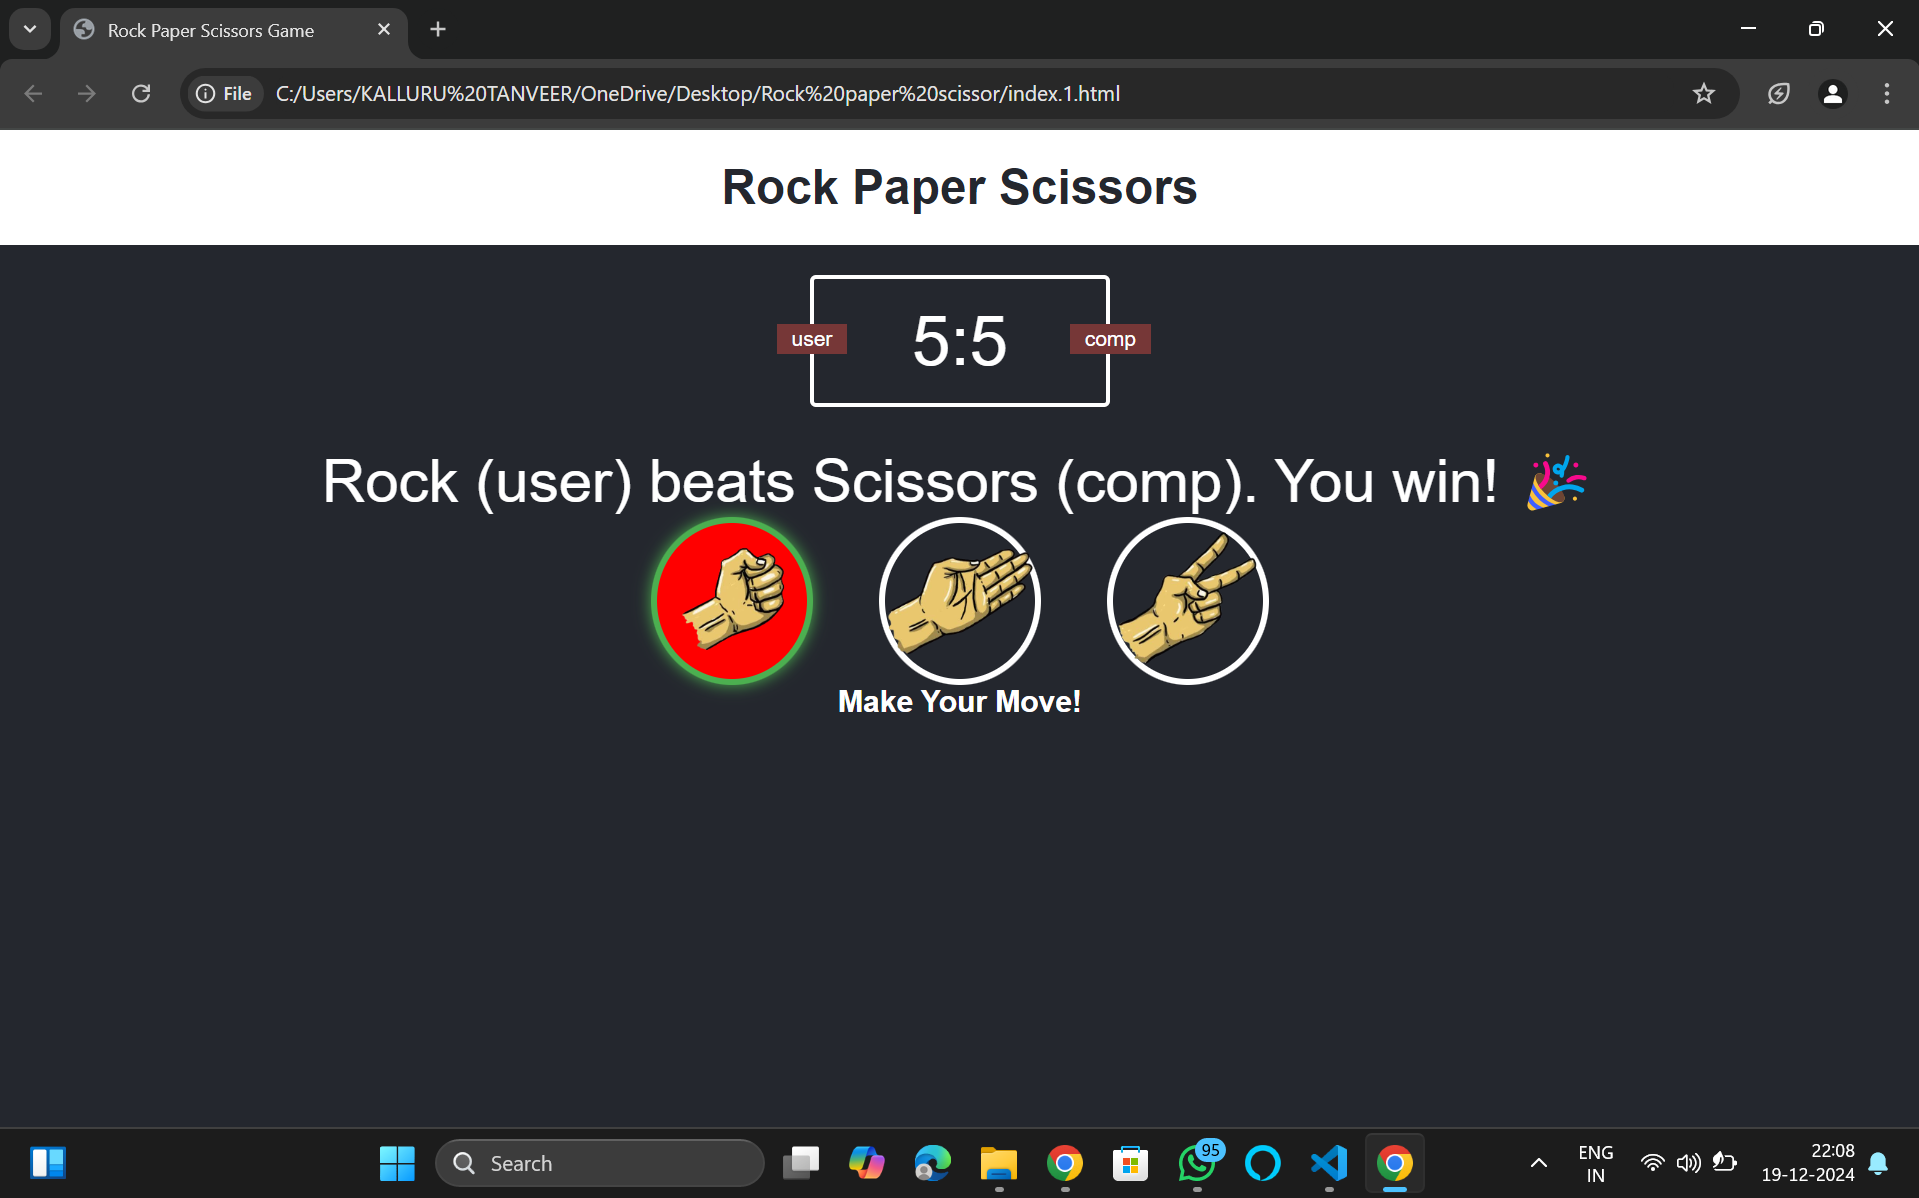 Rock Paper Scissors Game
File
C:/Users/KALLURU%20TANVEER/OneDrive/Desktop/Rock%20paper%20scissor/index.1.html
Rock Paper Scissors
user
5:5
comp
Rock (user) beats Scissors (comp). You win! 🎉
Make Your Move!
Search
95
ENG
IN
22:08
19-12-2024